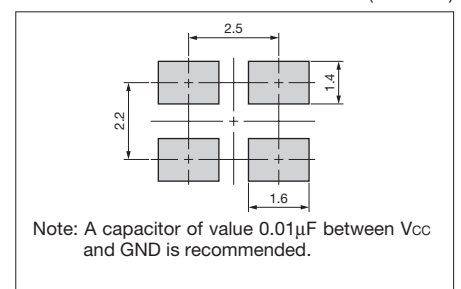 2.5
1.4
2.2
1.6
Note: A capacitor of value 0.01μF between Vcc
and GND is recommended.